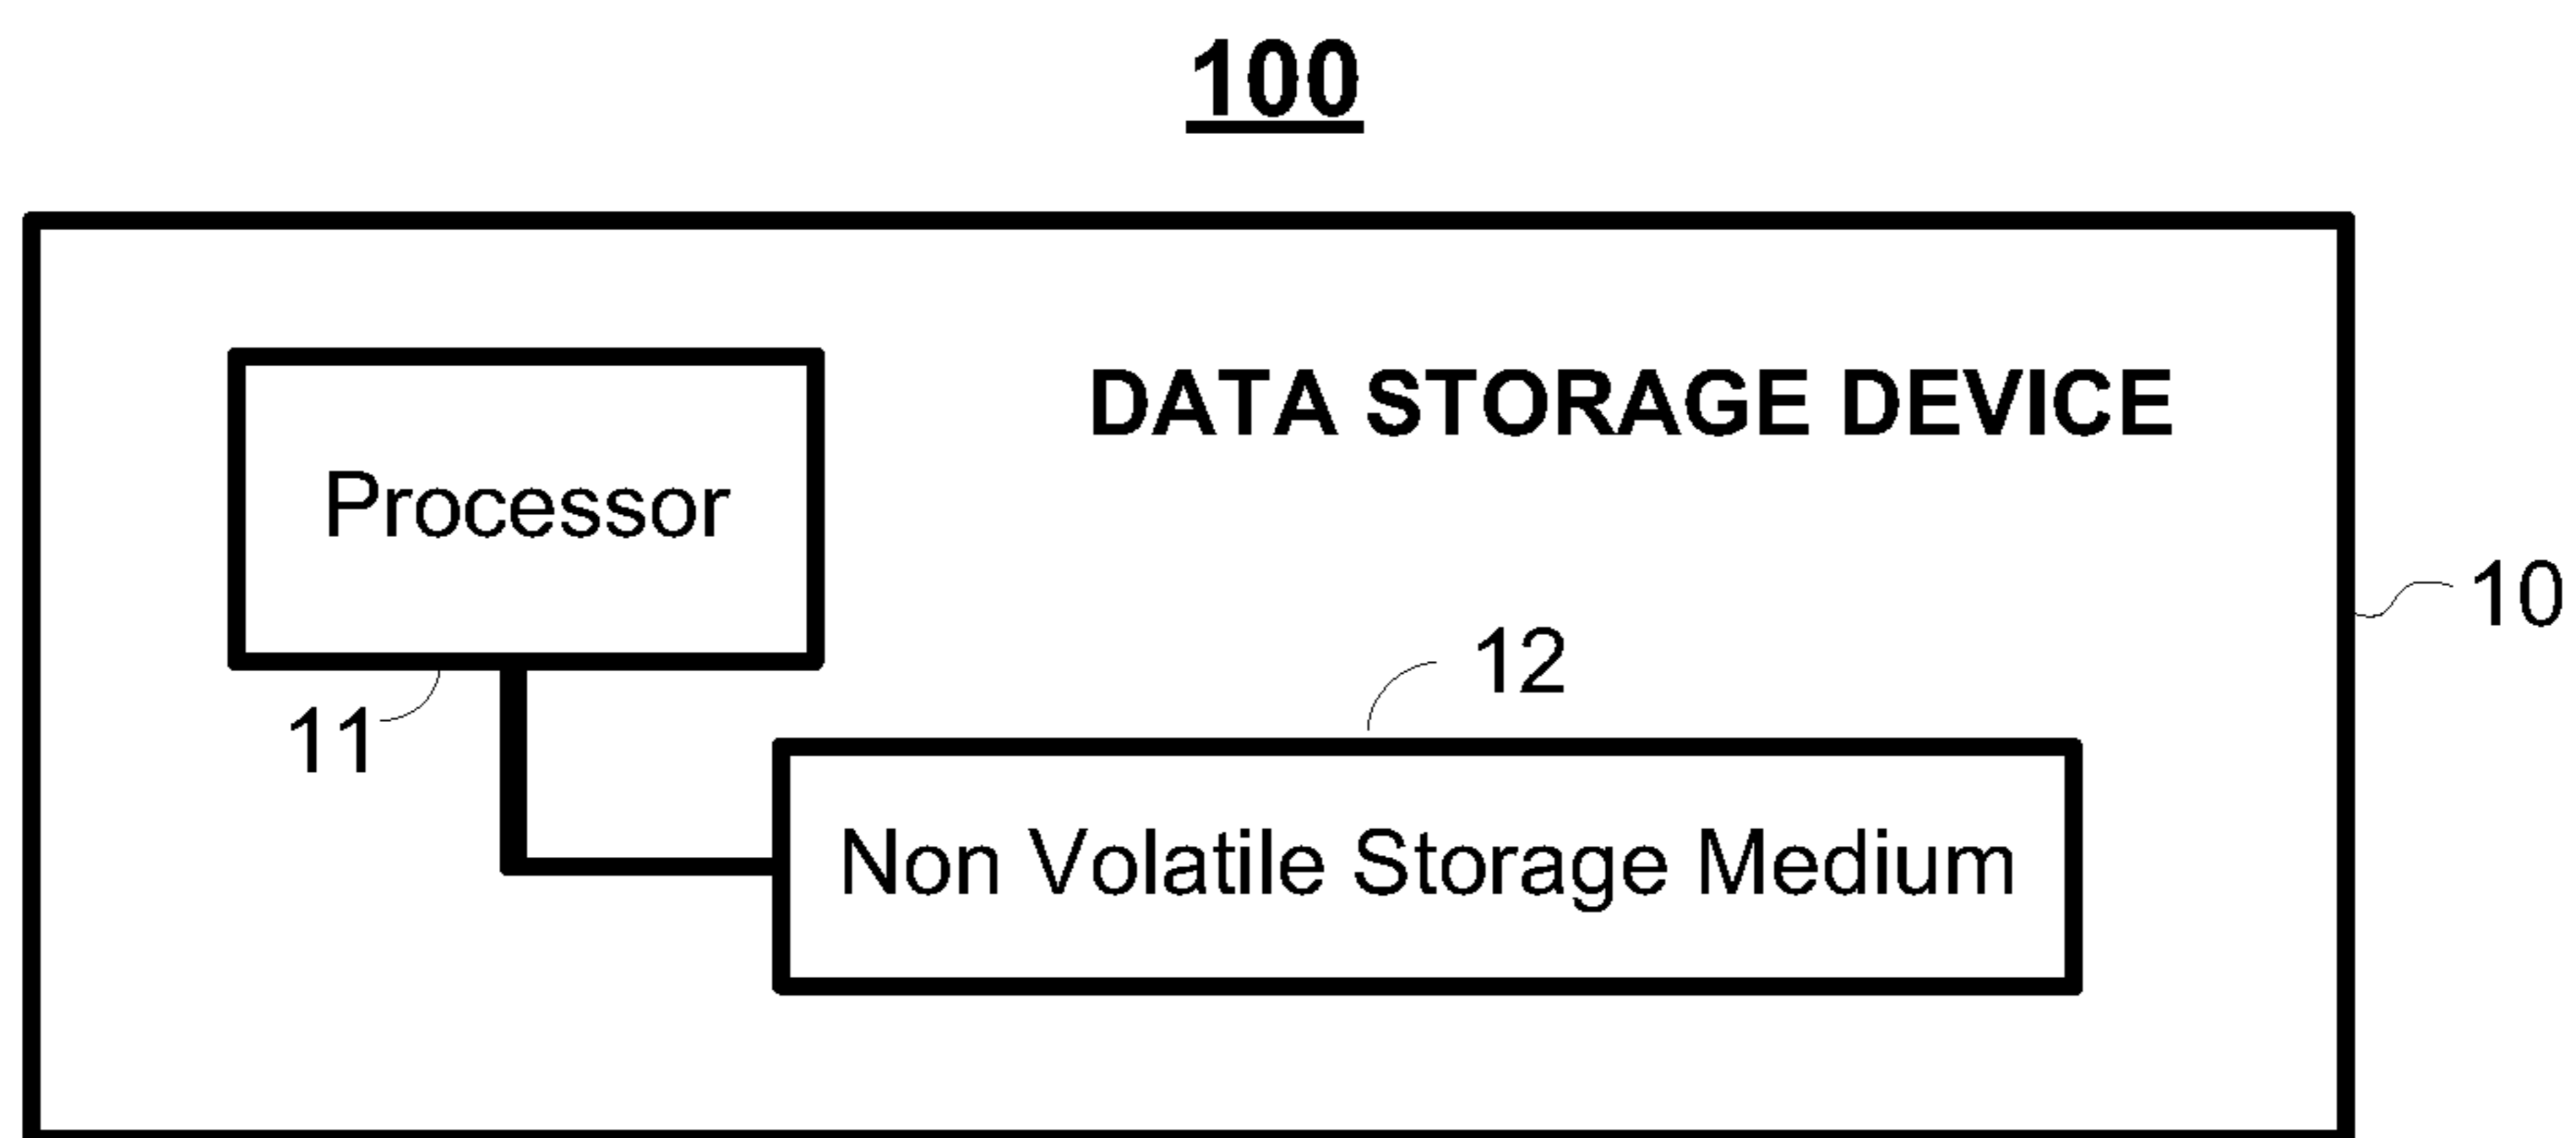 100
DATA STORAGE DEVICE
Processor
10
12
11
Non Volatile Storage Medium